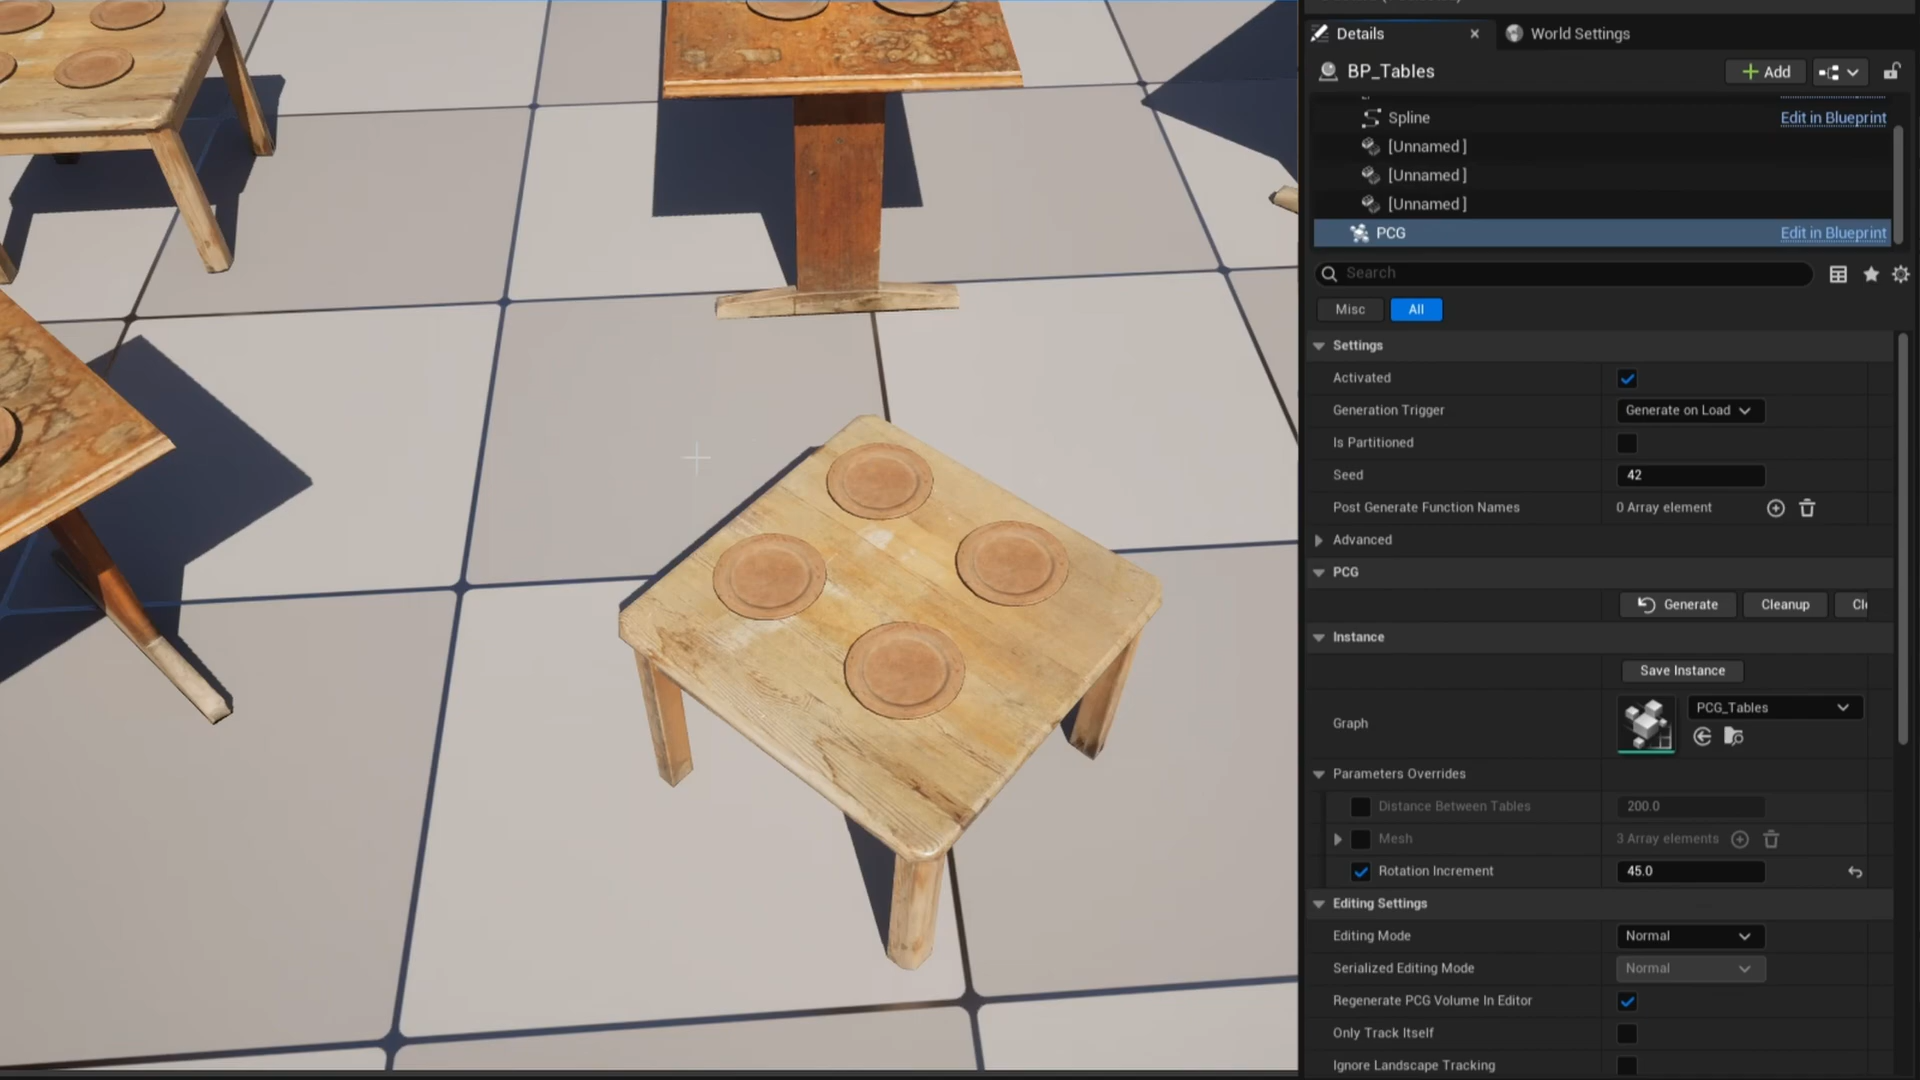 Details
World Settings
BP_Tables
Add
Spline
Edit in Blueprint
[Unnamed ]
[Unnamed ]
[Unnamed ]
PCG
Edit in Blueprint
Search
Misc
All
Settings
Activated
Generation Trigger
Generate on Load
Is Partitioned
Seed
42
Post Generate Function Names
0 Array element
Advanced
PCG
Generate
Cleanup
Cl
Instance
Save Instance
Graph
PCG_Tables
Parameters Overrides
Distance Between Tables
200.0
Mesh
3 Array elements
Rotation Increment
45.0
Editing Settings
Editing Mode
Normal
Serialized Editing Mode
Normal
Regenerate PCG Volume In Editor
Only Track Itself
Ignore Landscape Tracking